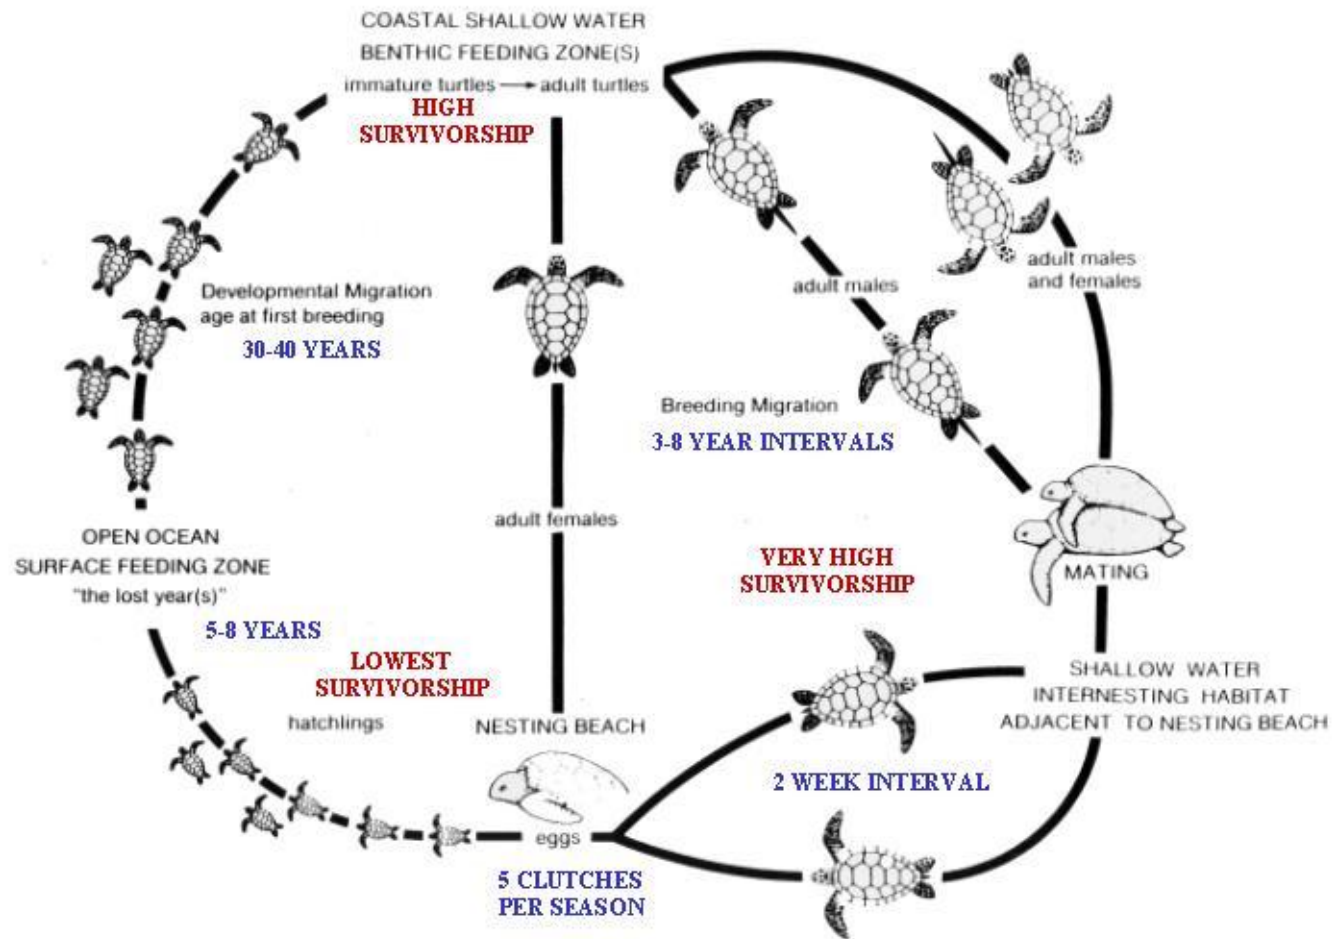 COASTAL SHALLOW WATER
BENTHIC FEEDING ZONE(S)
immature turtles → adult turtles
HIGH
SURVIVORSHIP
adult males
and females
adult males
Developmental Migration
age at first breeding
30-40 YEARS
Breeding Migration
3-8 YEAR INTERVALS
adult females
OPEN OCEAN
SURFACE FEEDING ZONE
"the lost year(s)"
5-8 YEARS
VERY HIGH
SURVIVORSHIP
MATING
LOWEST
SURVIVORSHIP
hatchlings
NESTING BEACH
SHALLOW WATER
INTERNESTING HABITAT
ADJACENT TO NESTING BEACH
2 WEEK INTERVAL
eggs
5 CLUTCHES
PER SEASON